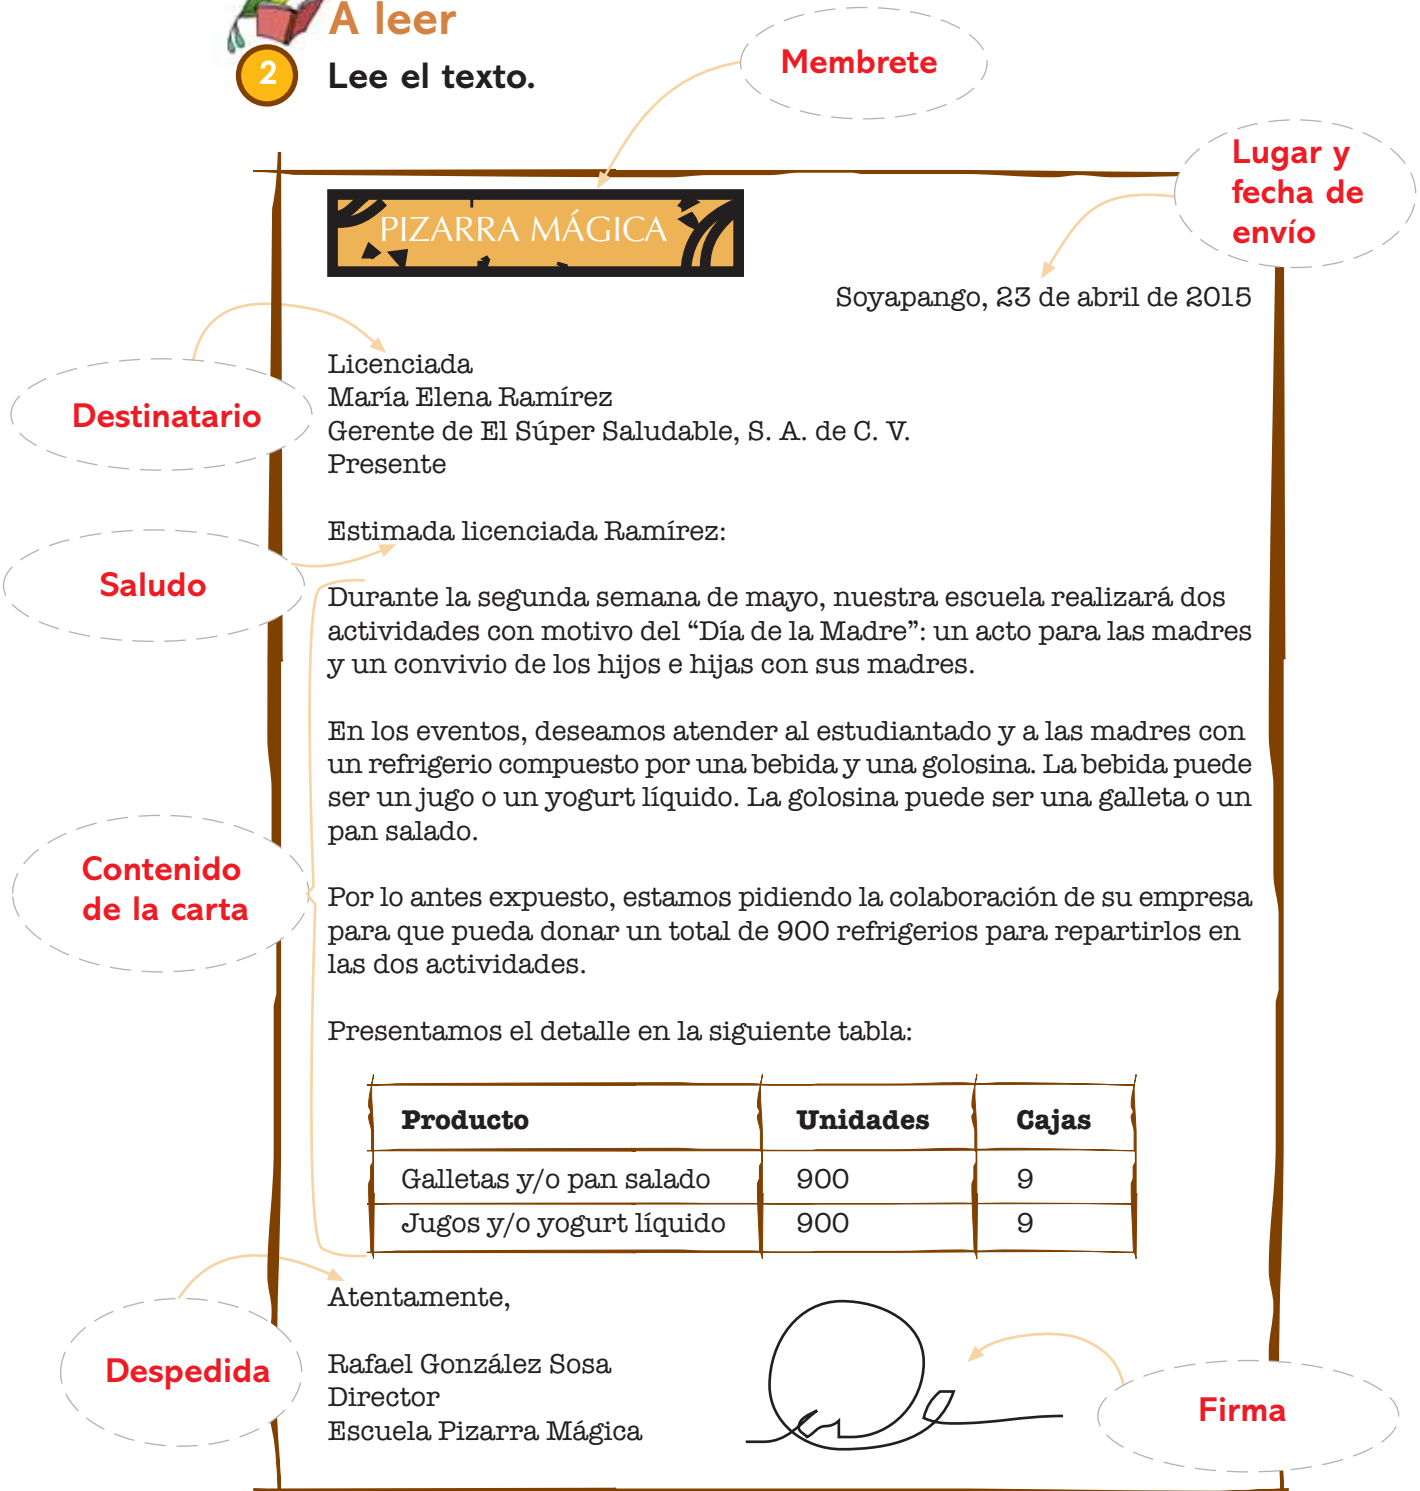 A leer
2 Lee el texto.
Membrete
Lugar y
fecha de
envío
PIZARRA MÁGICA
Soyapango, 23 de abril de 2015
Destinatario
Licenciada
María Elena Ramírez
Gerente de El Súper Saludable, S. A. de C. V.
Presente
Saludo
Estimada licenciada Ramírez:
Contenido
de la carta
Durante la segunda semana de mayo, nuestra escuela realizará dos
actividades con motivo del “Día de la Madre”: un acto para las madres
y un convivio de los hijos e hijas con sus madres.
En los eventos, deseamos atender al estudiantado y a las madres con
un refrigerio compuesto por una bebida y una golosina. La bebida puede
ser un jugo o un yogurt líquido. La golosina puede ser una galleta o un
pan salado.
Por lo antes expuesto, estamos pidiendo la colaboración de su empresa
para que pueda donar un total de 900 refrigerios para repartirlos en
las dos actividades.
Presentamos el detalle en la siguiente tabla:
Producto Unidades Cajas
Galletas y/o pan salado 900 9
Jugos y/o yogurt líquido 900 9
Despedida
Atentamente,
Rafael González Sosa
Director
Escuela Pizarra Mágica
Firma